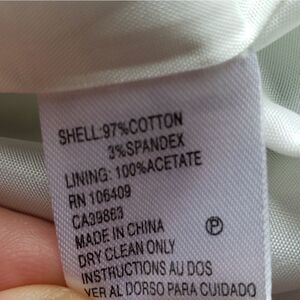 SHELL:97%COTTON
3%SPANDEX
LINING: 100%ACETATE
RN 106409
CA39863
MADE IN CHINA
P
DRY CLEAN ONLY
INSTRUCTIONS AU DOS
VER AL DORSO PARA CUIDADO